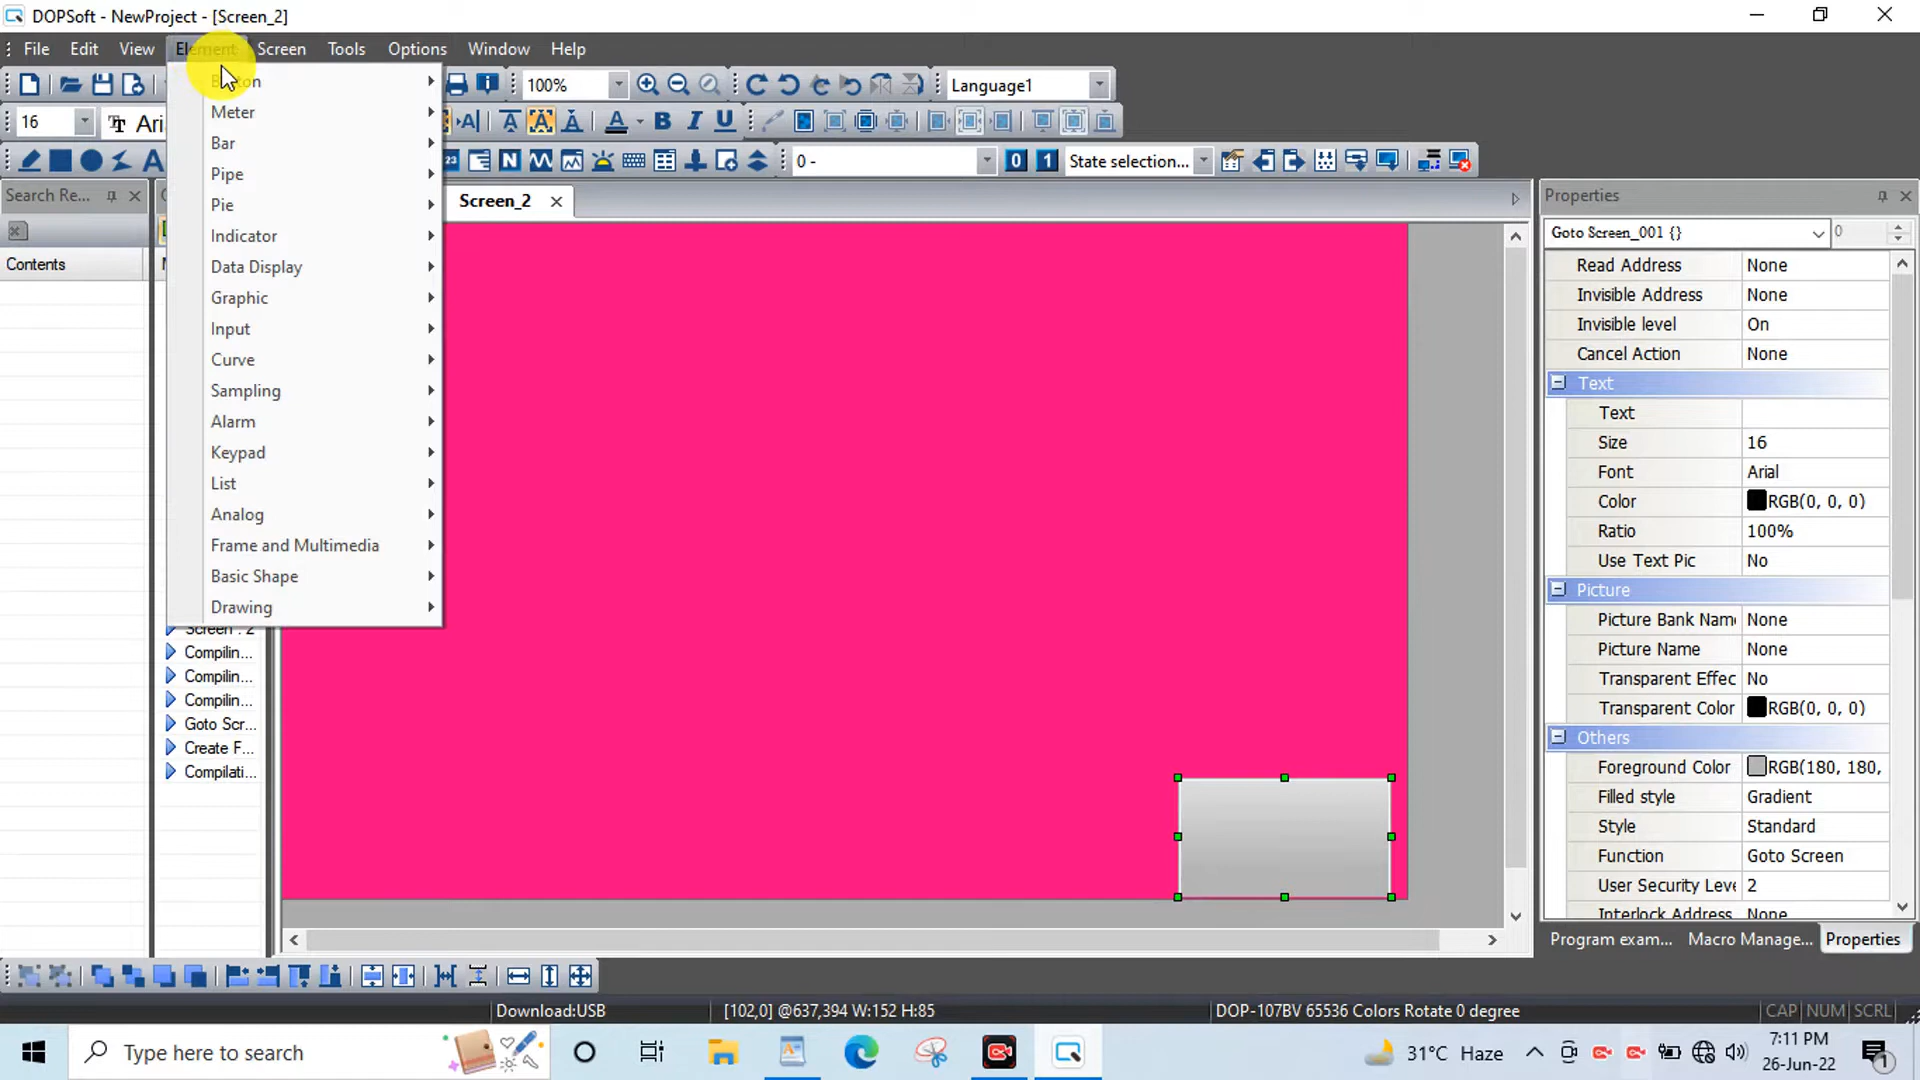 DOPSoft - NewProject - [Screen_2]
File Edit View Element Screen Tools Options Window Help
100% Language1
16 Ari
0 - 0 1 State selection...
Search Re...
Contents
Button
Meter
Bar
Pipe
Pie
Indicator
Data Display
Graphic
Input
Curve
Sampling
Alarm
Keypad
List
Analog
Frame and Multimedia
Basic Shape
Drawing
Screen : 2
Compilin...
Compilin...
Compilin...
Goto Scr...
Create F...
Compilati...
Screen_2
Properties
Goto Screen_001 {} 0
Read Address None
Invisible Address None
Invisible level On
Cancel Action None
Text
Text
Size 16
Font Arial
Color RGB(0, 0, 0)
Ratio 100%
Use Text Pic No
Picture
Picture Bank Nam None
Picture Name None
Transparent Effec No
Transparent Color RGB(0, 0, 0)
Others
Foreground Color RGB(180, 180,
Filled style Gradient
Style Standard
Function Goto Screen
User Security Leve 2
Interlock Address None
Program exam... Macro Manage... Properties
Download:USB [102,0] @637,394 W:152 H:85 DOP-107BV 65536 Colors Rotate 0 degree CAP NUM SCRL
Type here to search 31°C Haze 7:11 PM
26-Jun-22 1